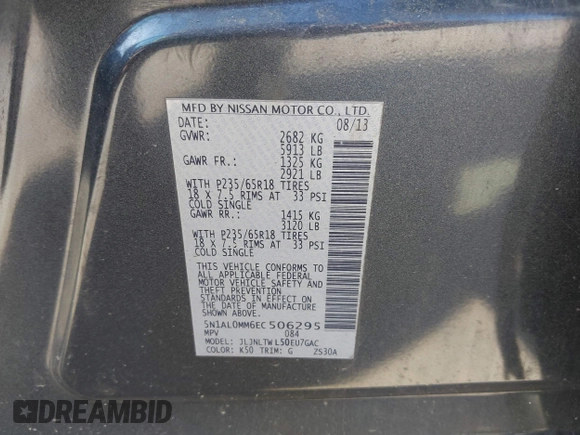 MFD BY NISSAN MOTOR CO., LTD.
DATE: 08/13
GVWR: 2682 KG
5913 LB
GAWR FR.: 1325 KG
2921 LB
WITH P235/65R18 TIRES
18 x 7.5 RIMS AT 33 PSI
COLD SINGLE
GAWR RR.: 1415 KG
3120 LB
WITH P235/65R18 TIRES
18 x 7.5 RIMS AT 33 PSI
COLD SINGLE
THIS VEHICLE CONFORMS TO
ALL APPLICABLE FEDERAL
MOTOR VEHICLE SAFETY AND
THEFT PREVENTION
STANDARDS IN EFFECT ON
THE DATE OF MANUFACTURE
SHOWN ABOVE.
5N1AL0MM6EC506295
MPV 084
MODEL: JLJNLTWL50EU7GAC
COLOR: K50 TRIM: G ZS30A
DREAMBID